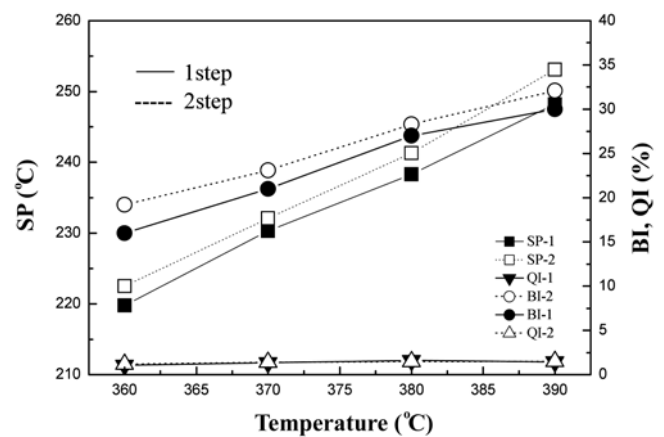 260
250
240
230
220
210
SP (°C)
1step
2step
40
35
30
25
20
15
10
5
0
BI, QI (%)
SP-1
SP-2
QI-1
BI-2
BI-1
QI-2
360 365 370 375 380 385 390
Temperature (°C)